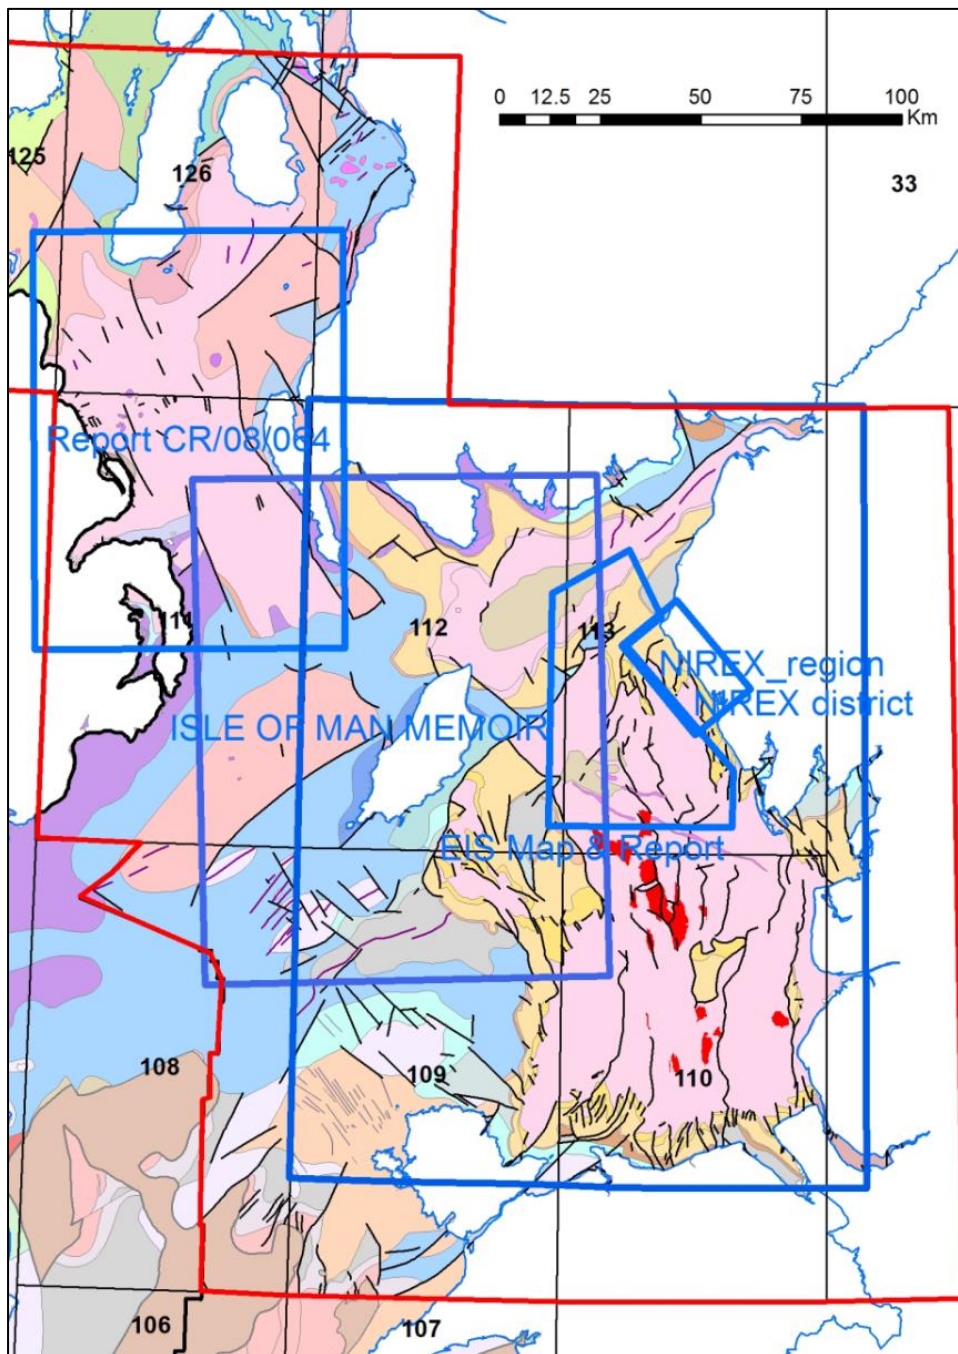 0 12.5 25 50 75 100
Km
125
126
33
Report CR/08/064
111
112
113
NIREX_region
NIREX district
ISLE OF MAN MEMOIR
EIS Map & Report
108
109
110
106
107